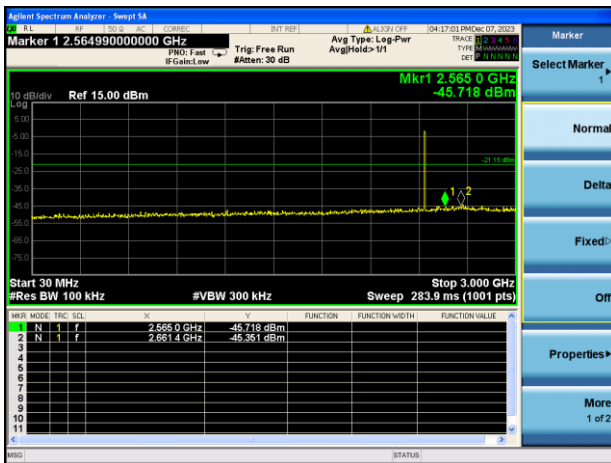 Agilent Spectrum Analyzer - Swept SA
RL RF 50 Ω AC CORREC INT REF ALIGN OFF 04:17:01 PM Dec 07, 2023
Marker 1 2.564990000000 GHz
PNO: Fast
IFGain:Low
Trig: Free Run
#Atten: 30 dB
Avg Type: Log-Pwr
Avg|Hold>1/1
TRACE 1 2 3 4 5 6
TYPE M
DET P N N N N N
Mkr1 2.565 0 GHz
-45.718 dBm
10 dB/div Ref 15.00 dBm
Log
5.00
-5.00
-15.0
-21.15 dBm
-25.0
-35.0
-45.0
-55.0
-65.0
-75.0
1
2
Start 30 MHz
Stop 3.000 GHz
#Res BW 100 kHz
#VBW 300 kHz
Sweep 283.9 ms (1001 pts)
MKR MODE TRC SCL X Y FUNCTION FUNCTION WIDTH FUNCTION VALUE
1 N 1 f 2.565 0 GHz -45.718 dBm
2 N 1 f 2.661 4 GHz -45.351 dBm
3
4
5
6
7
8
9
10
11
MSG
STATUS
Marker
Select Marker
1
Normal
Delta
Fixed
Off
Properties
More
1 of 2